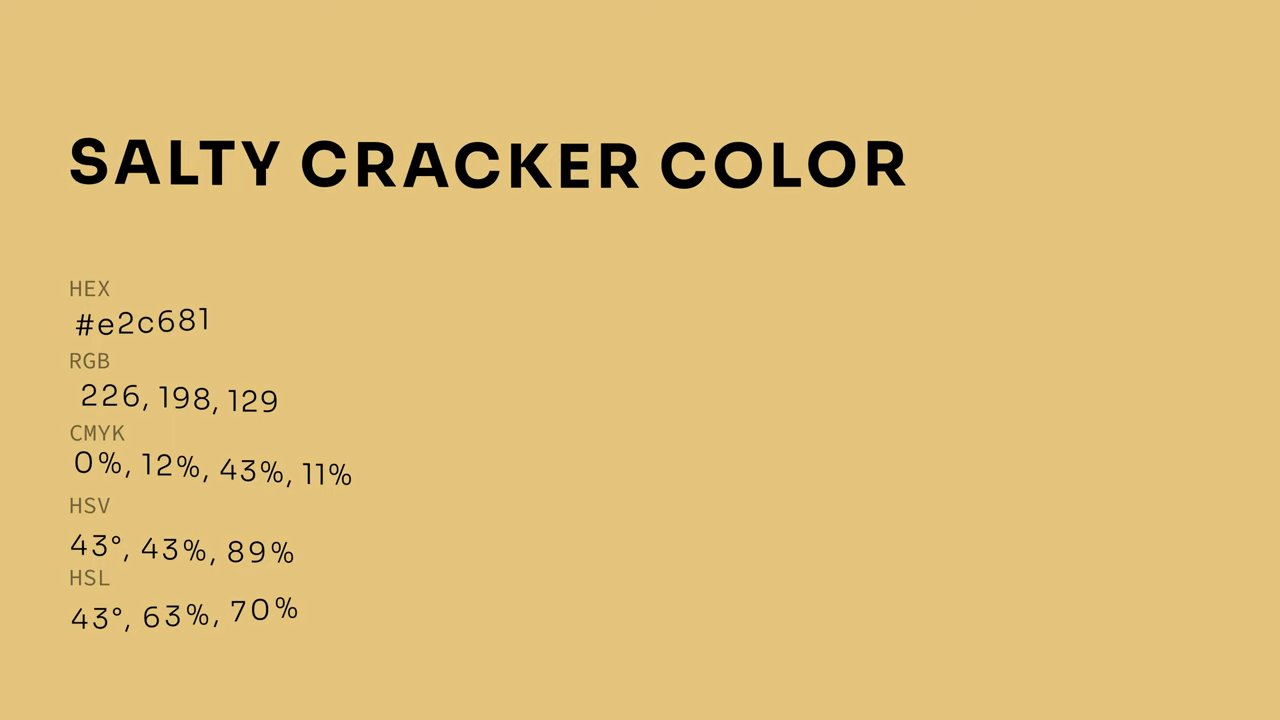 SALTY CRACKER COLOR
HEX
#e2c681
RGB
226, 198, 129
CMYK
0%, 12%, 43%, 11%
HSV
43°, 43%, 89%
HSL
43°, 63%, 70%